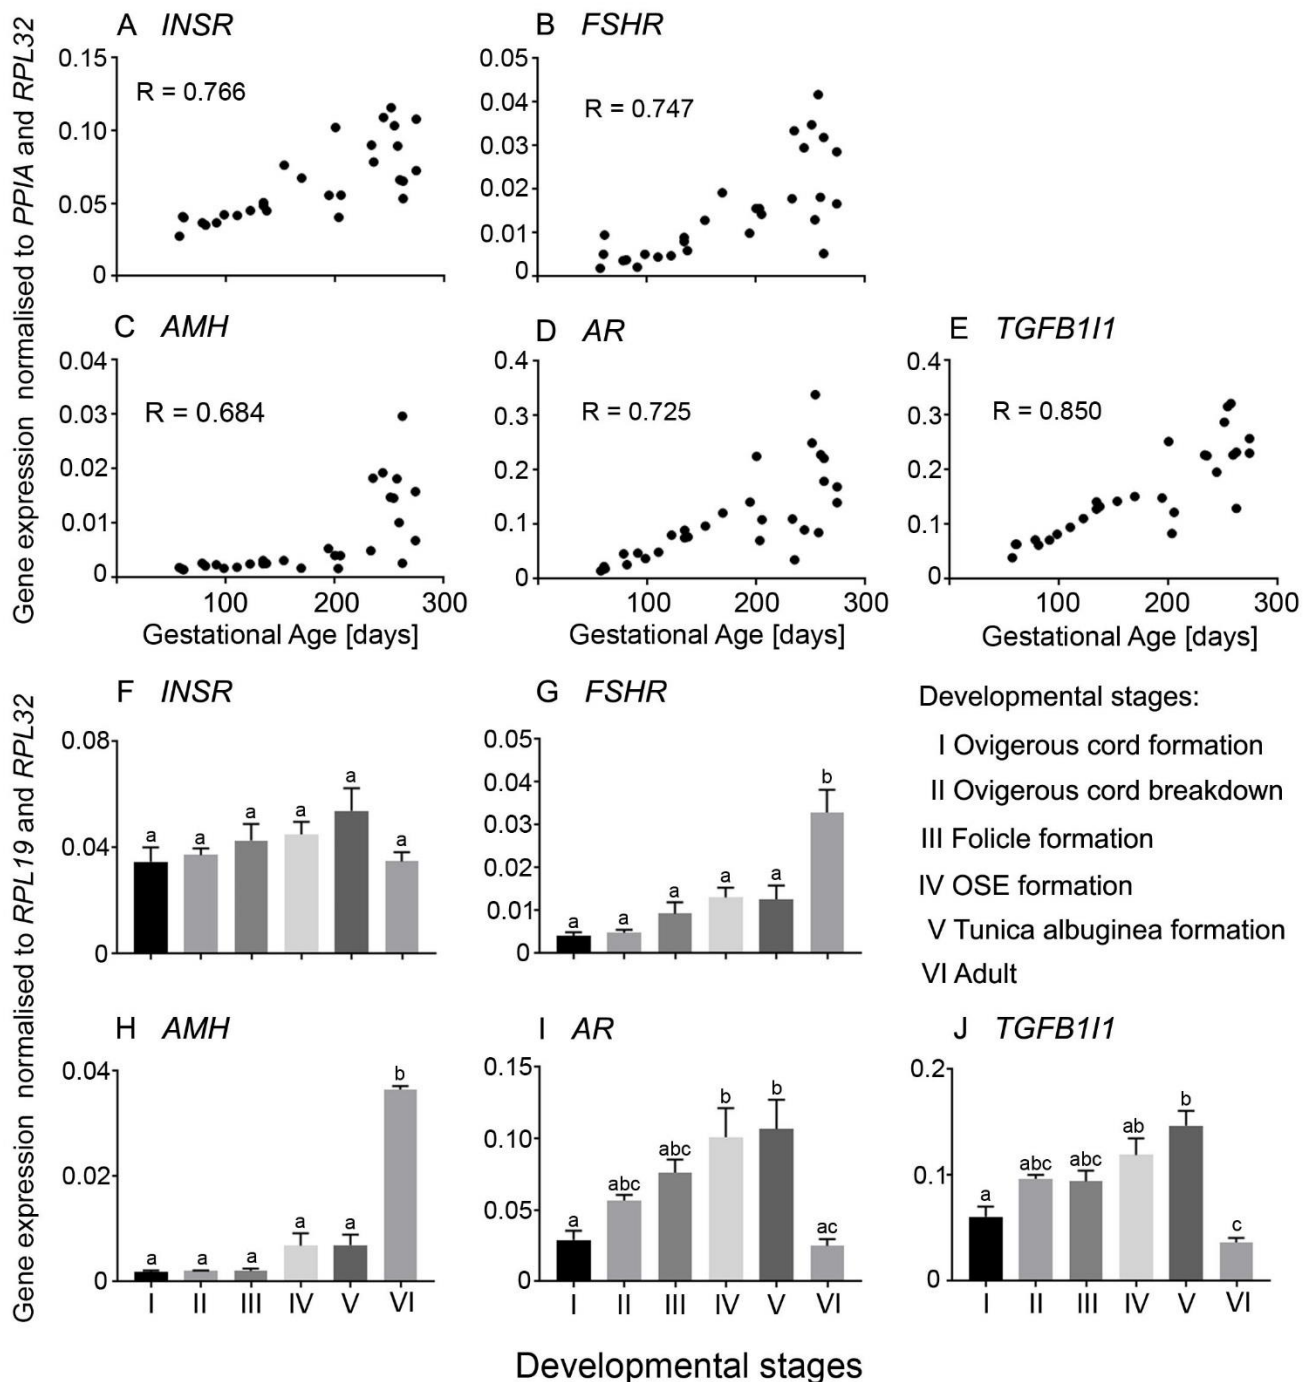 Gene expression normalised to PPIA and RPL32
A INSR
0.15
0.10
0.05
0
R = 0.766
B FSHR
0.05
0.04
0.03
0.02
0.01
0
R = 0.747
C AMH
0.04
0.03
0.02
0.01
0
R = 0.684
100 200 300
Gestational Age [days]
D AR
0.4
0.3
0.2
0.1
0
R = 0.725
100 200 300
Gestational Age [days]
E TGFB1I1
0.4
0.3
0.2
0.1
0
R = 0.850
100 200 300
Gestational Age [days]
Gene expression normalised to RPL19 and RPL32
F INSR
0.08
0.04
0
a a a a a a
G FSHR
0.05
0.04
0.03
0.02
0.01
0
a a a a a b
Developmental stages:
I Ovigerous cord formation
II Ovigerous cord breakdown
III Folicle formation
IV OSE formation
V Tunica albuginea formation
VI Adult
H AMH
0.04
0.02
0
a a a a a b
I II III IV V VI
I AR
0.15
0.10
0.05
0
a abc abc b b ac
I II III IV V VI
J TGFB1I1
0.2
0.1
0
a abc abc ab b c
I II III IV V VI
Developmental stages